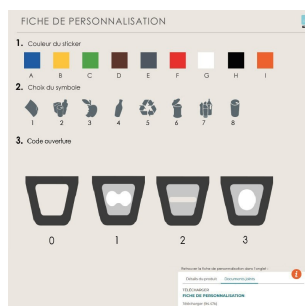 FICHE DE PERSONNALISATION
1. Couleur du sticker
A B C D E F G H I
2. Choix du symbole
1 2 3 4 5 6 7 8
3. Code ouverture
0 1 2 3
Retrouvez la fiche de personnalisation dans l'onglet :
Détails du produit Documents joints
TÉLÉCHARGER
FICHE DE PERSONNALISATION